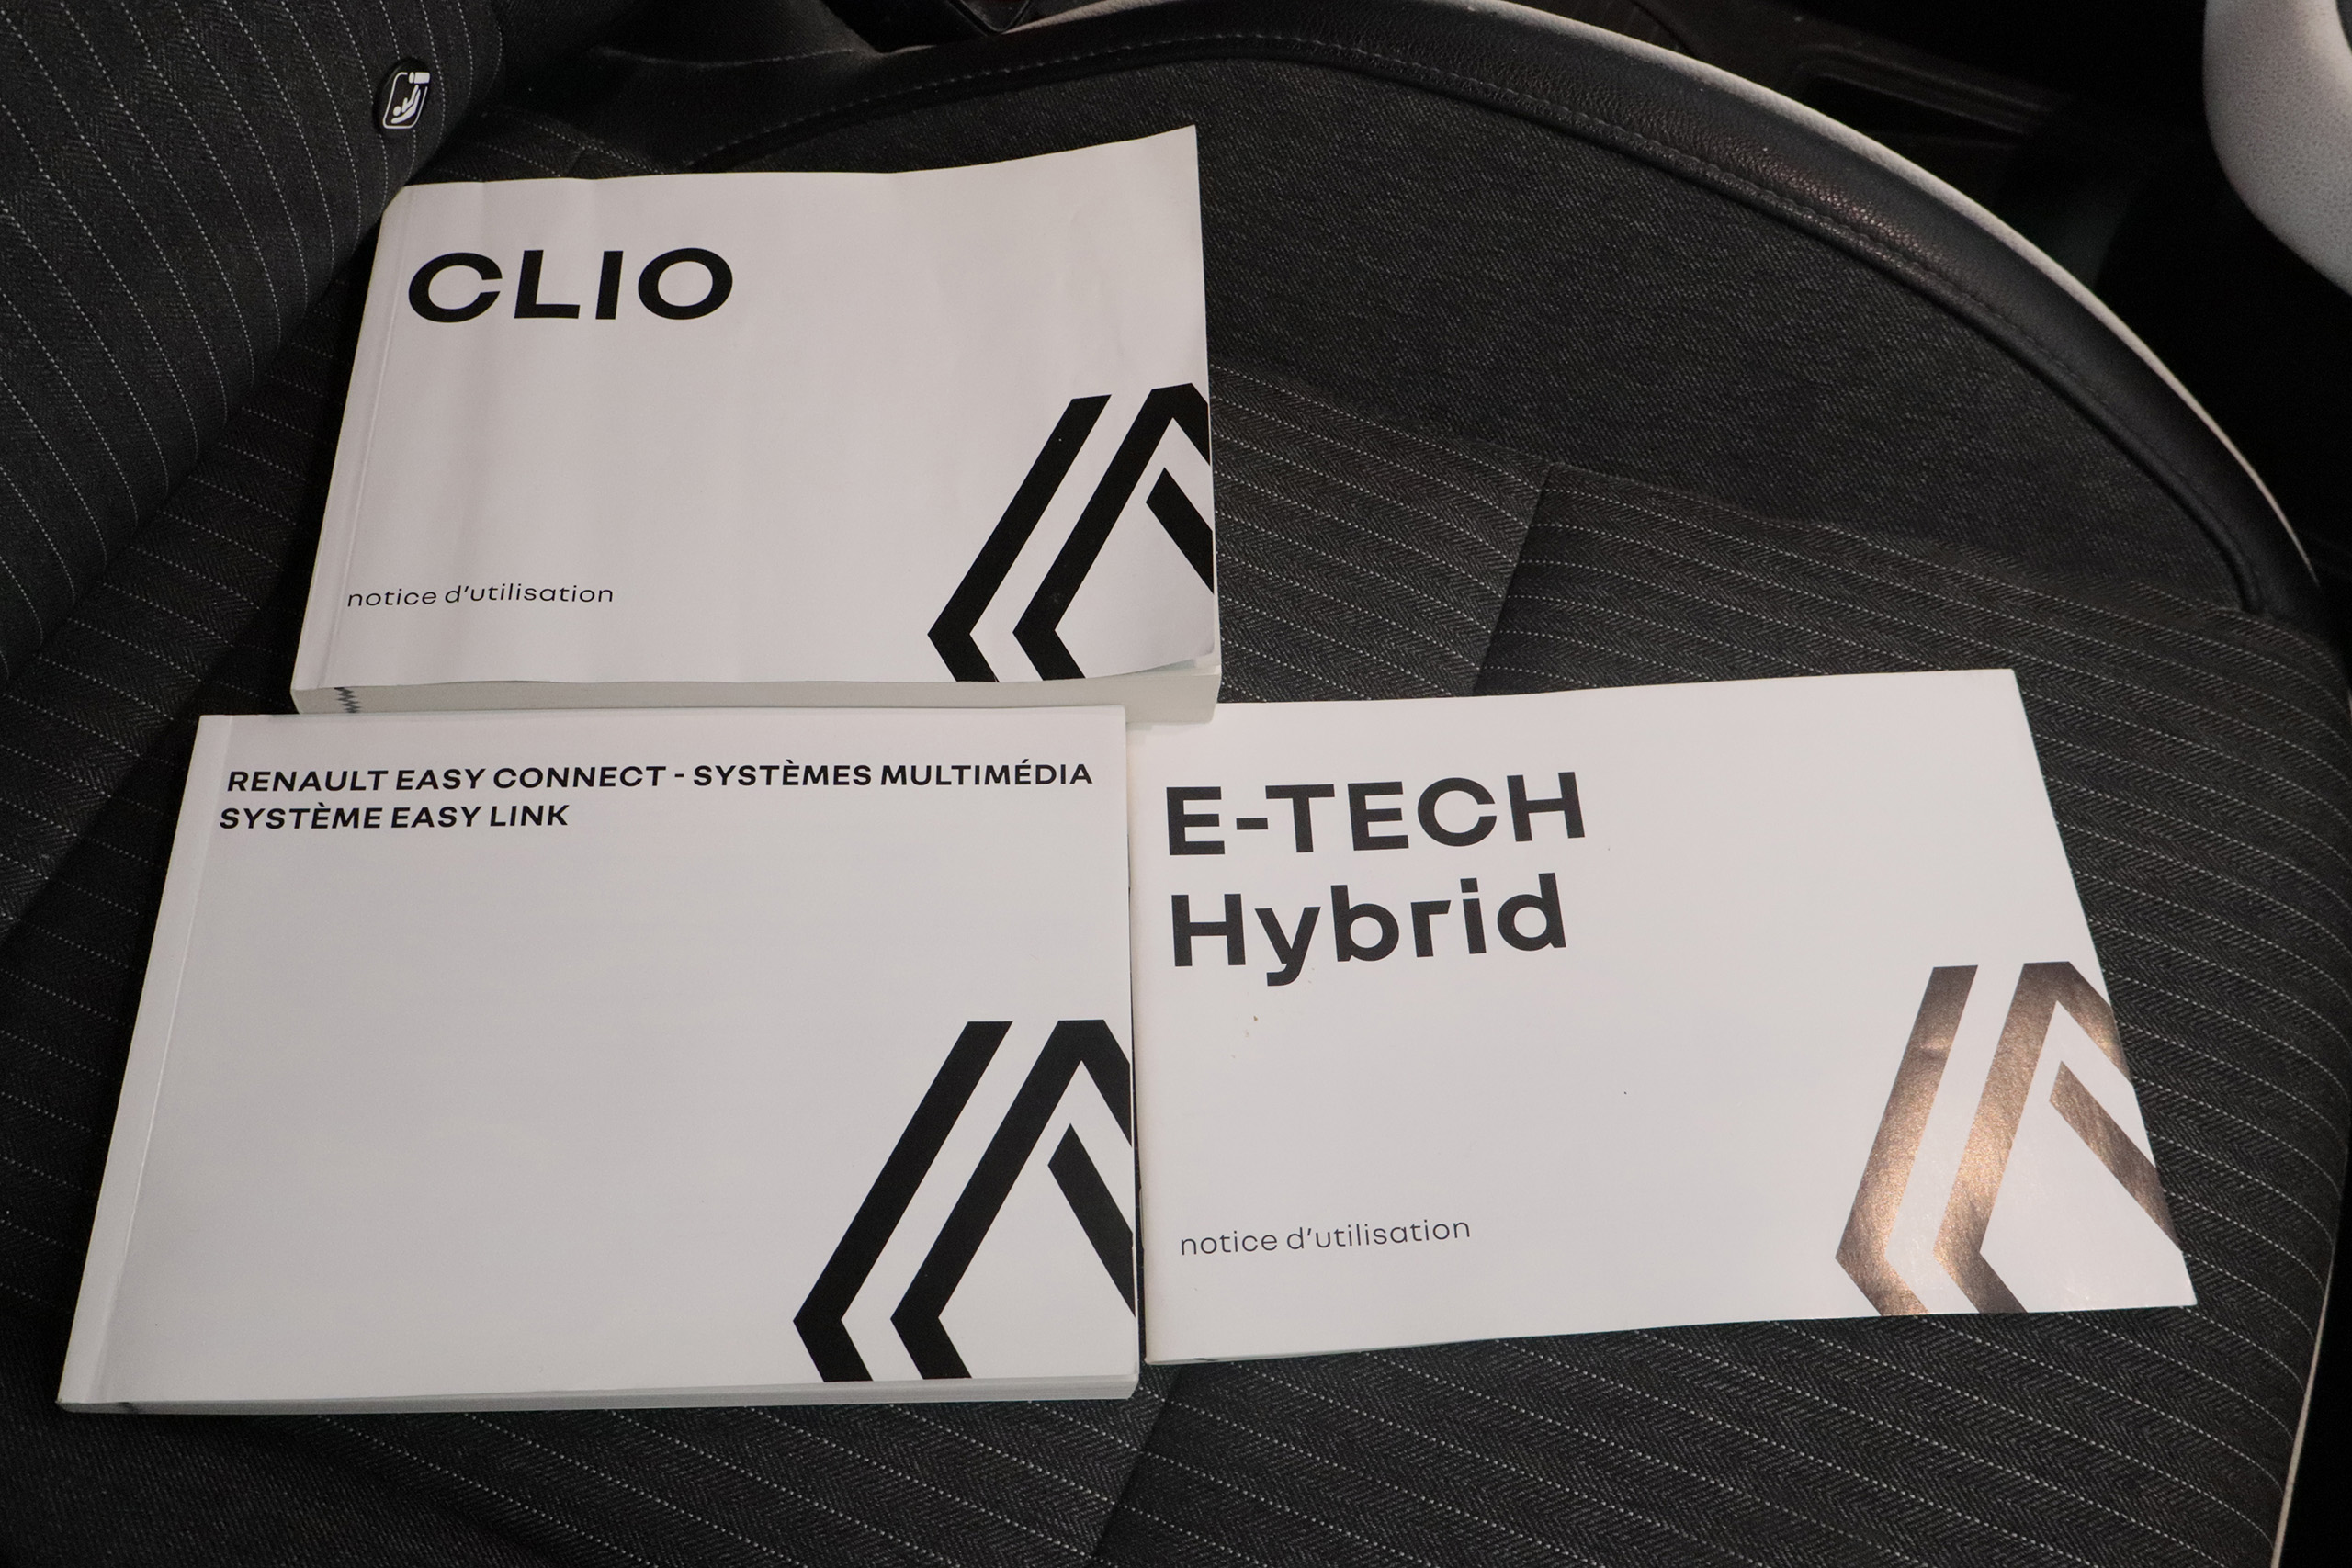 CLIO
notice d'utilisation
RENAULT EASY CONNECT - SYSTÈMES MULTIMÉDIA
SYSTÈME EASY LINK
E-TECH
Hybrid
notice d'utilisation